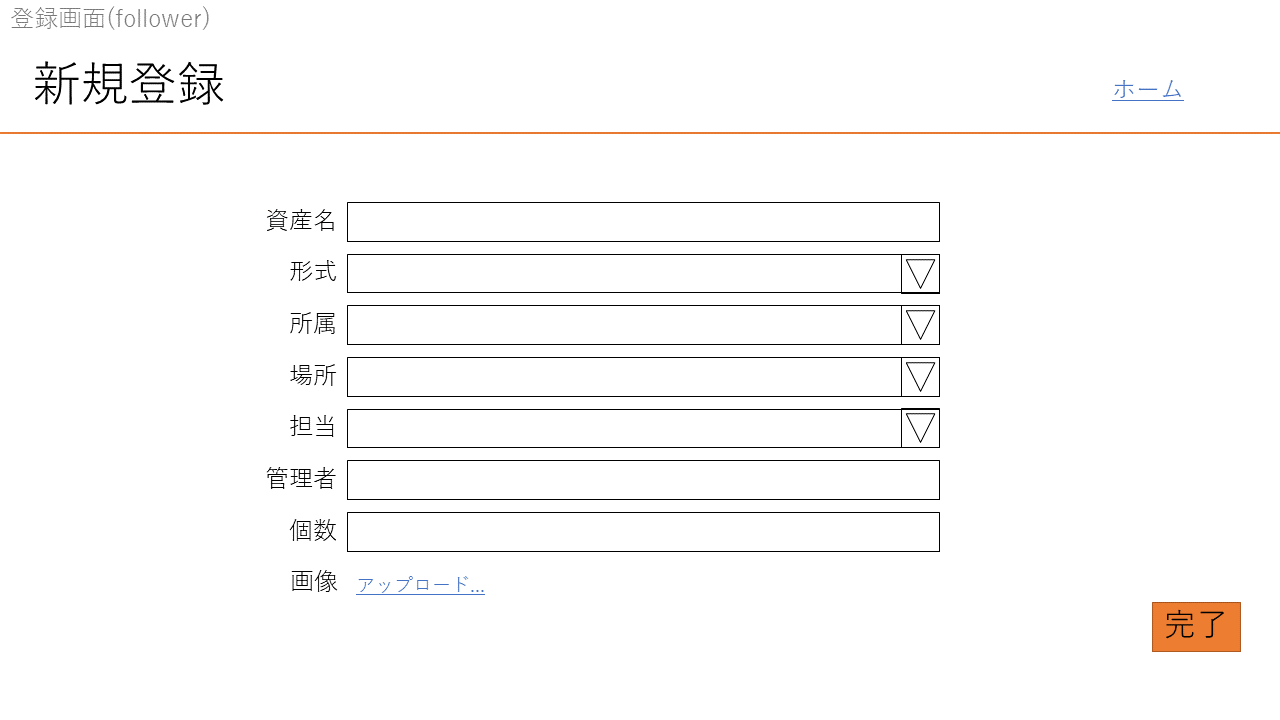 登録画面(follower)
新規登録
ホーム
資産名
形式
所属
場所
担当
管理者
個数
画像 アップロード...
完了